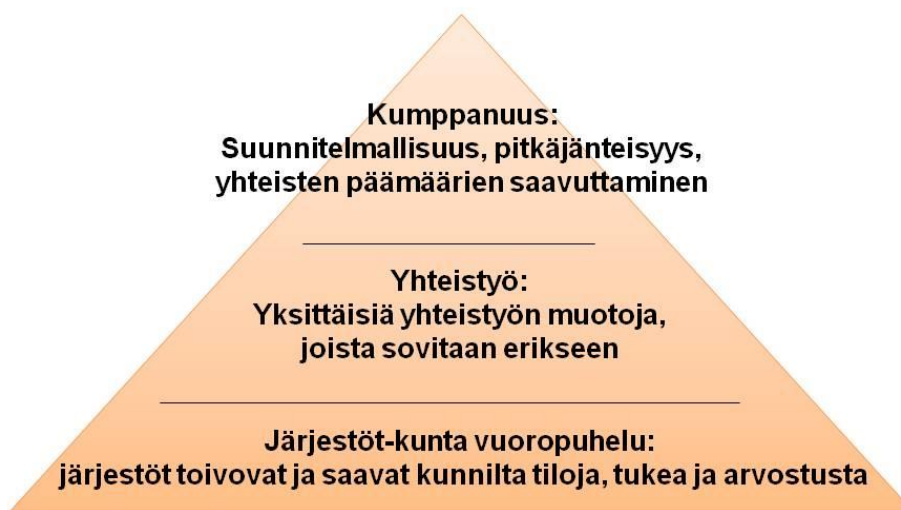 Kumppanuus:
Suunnitelmallisuus, pitkäjänteisyys,
yhteisten päämäärien saavuttaminen
Yhteistyö:
Yksittäisiä yhteistyön muotoja,
joista sovitaan erikseen
Järjestöt-kunta vuoropuhelu:
järjestöt toivovat ja saavat kunnilta tiloja, tukea ja arvostusta